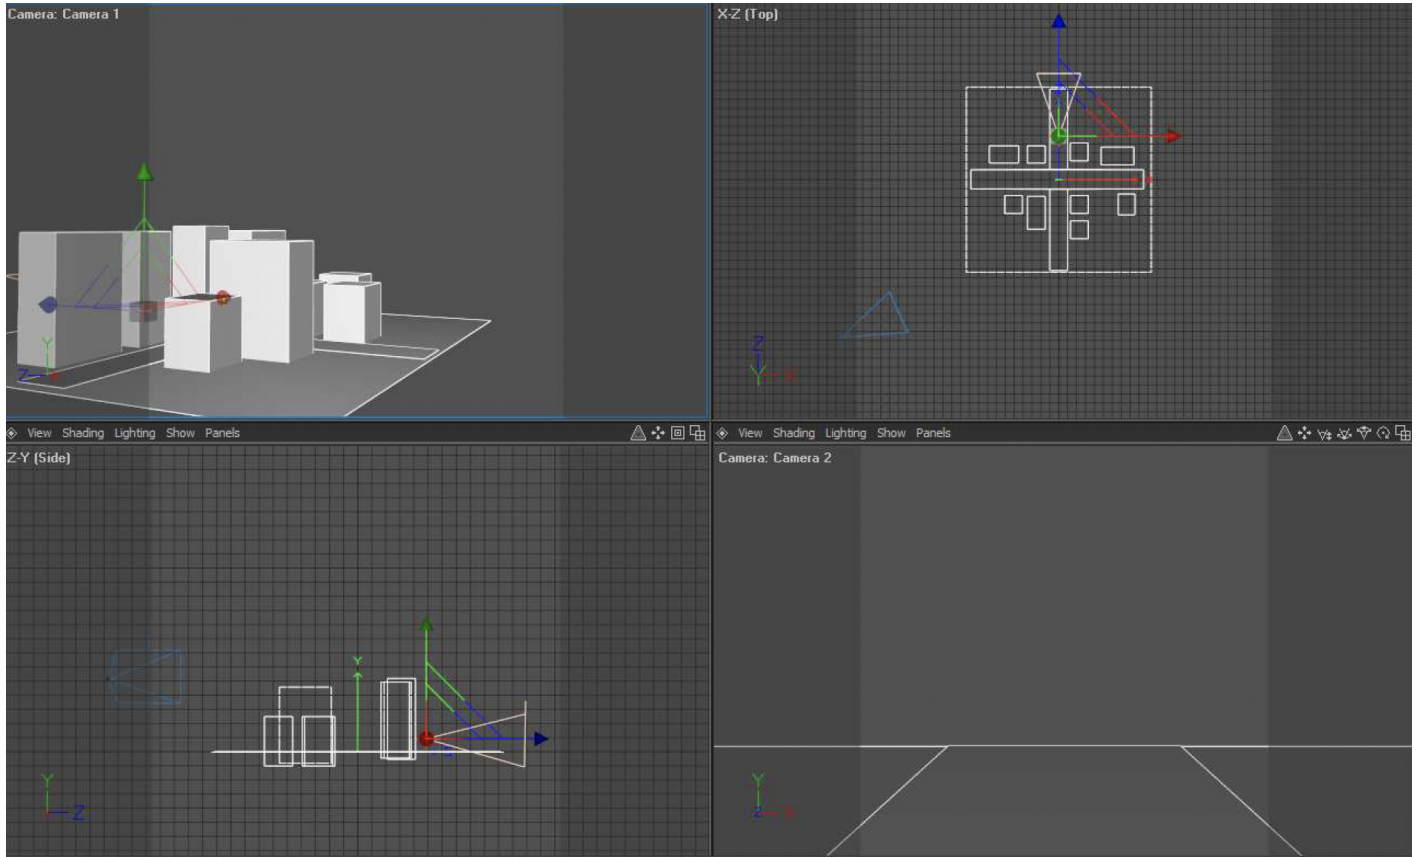 Camera: Camera 1
X-Z (Top)
Y
Z
Z
Y
X
View Shading Lighting Show Panels
View Shading Lighting Show Panels
Z-Y (Side)
Camera: Camera 2
Y
Y
Z
Y
Z